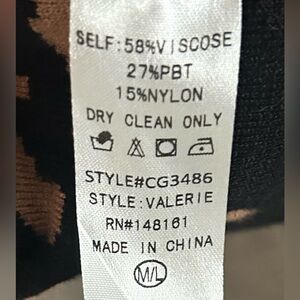 SELF:58%VISCOSE
27%PBT
15%NYLON
DRY CLEAN ONLY
STYLE#CG3486
STYLE:VALERIE
RN#148161
MADE IN CHINA
M/L